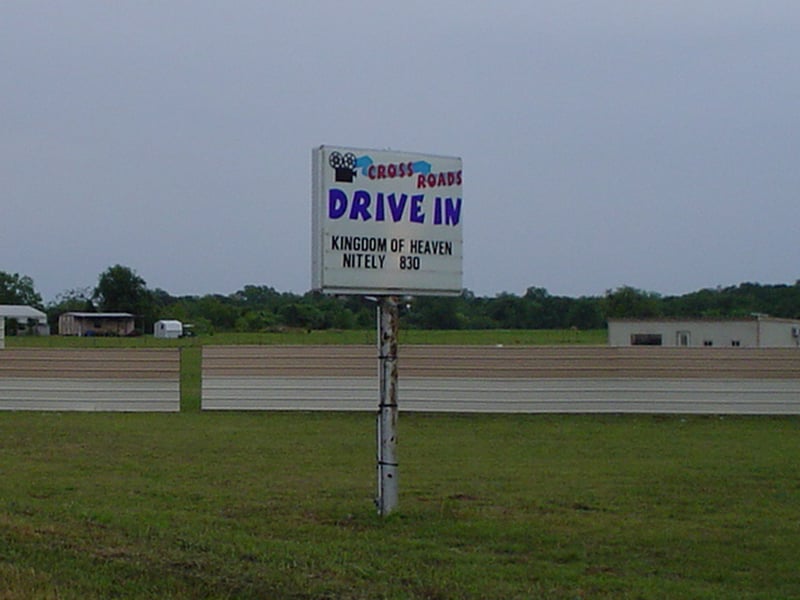 CROSS ROADS
DRIVE IN
KINGDOM OF HEAVEN
NITELY 830